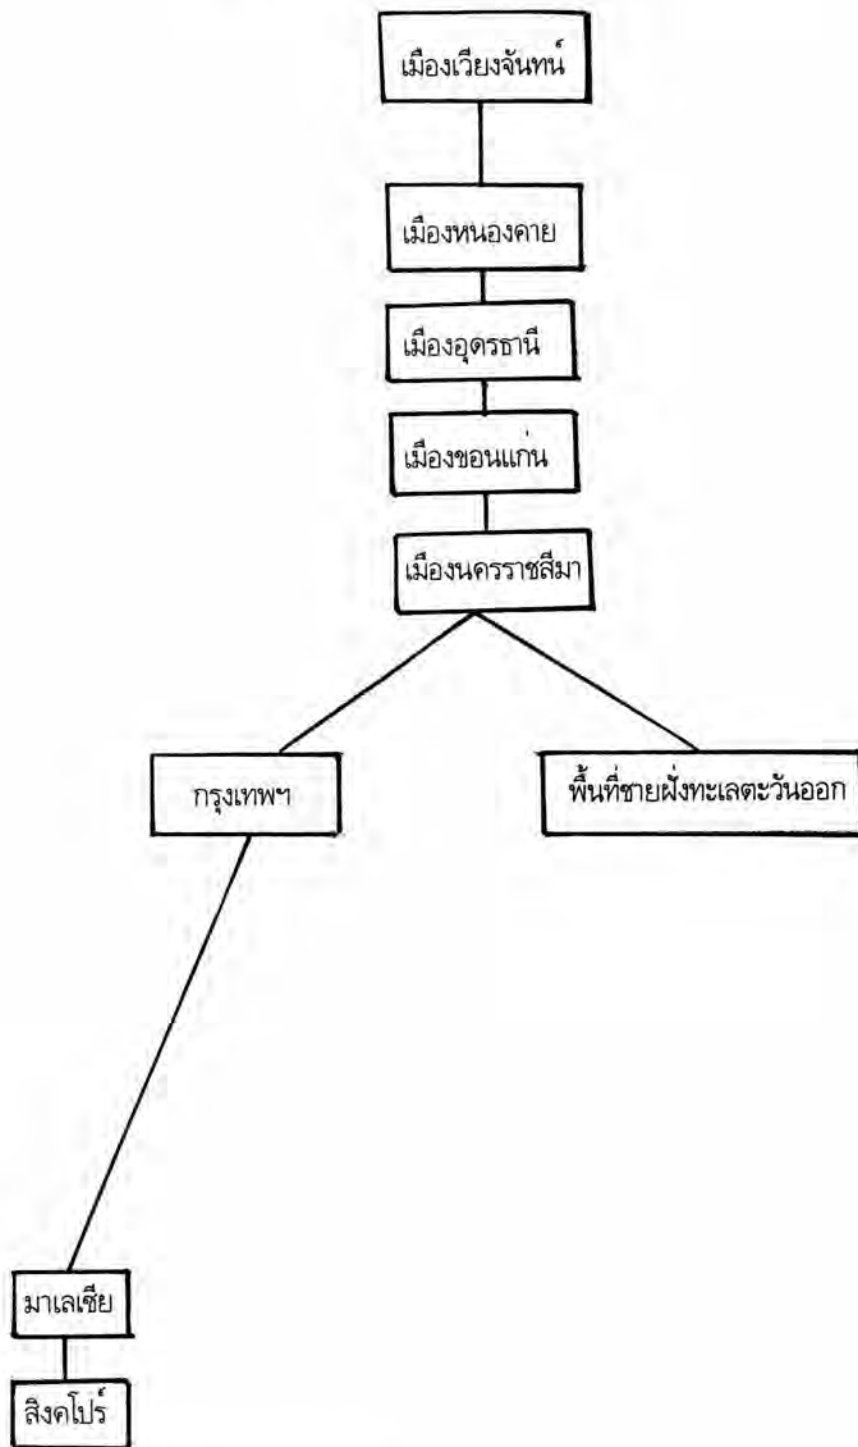 เมืองเวียงจันทน์
เมืองหนองคาย
เมืองอุดรธานี
เมืองขอนแก่น
เมืองนครราชสีมา
กรุงเทพฯ
พื้นที่ชายฝั่งทะเลตะวันออก
มาเลเซีย
สิงคโปร์